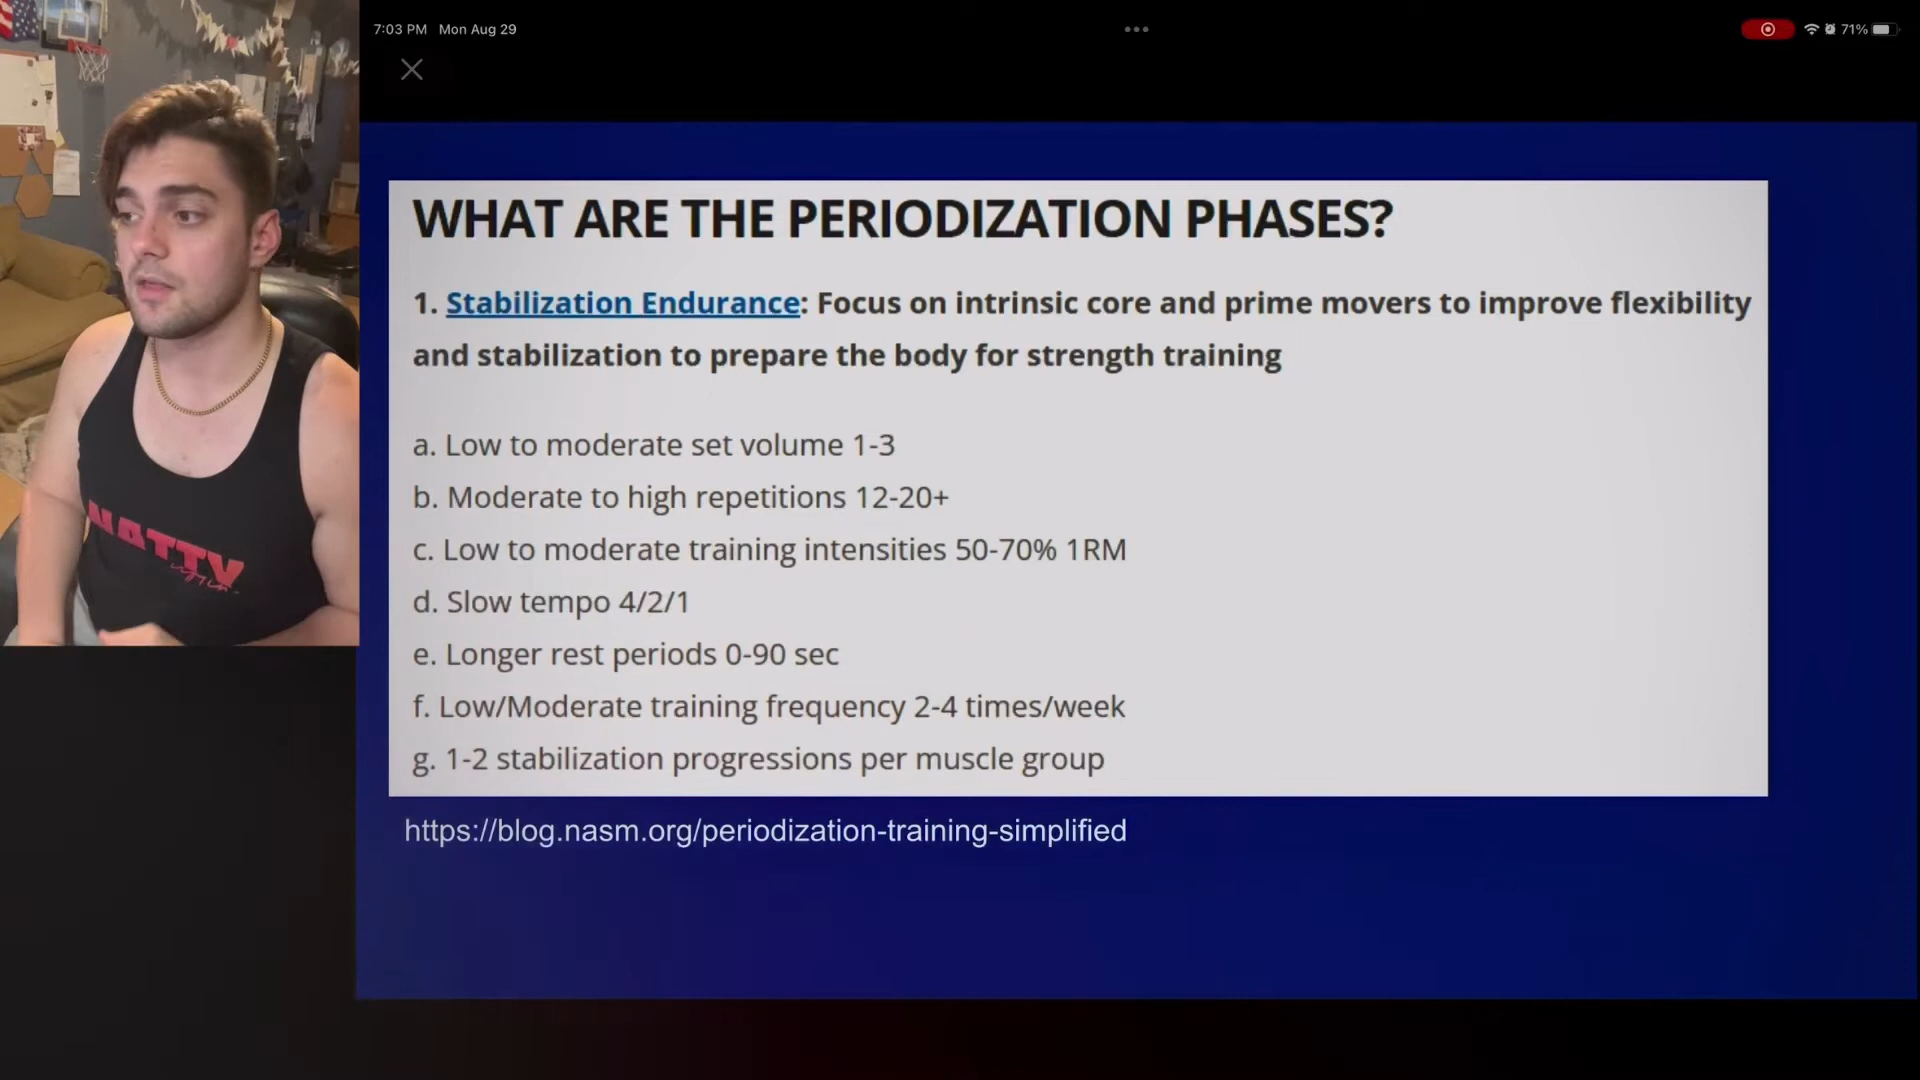 7:03 PM Mon Aug 29
71%
WHAT ARE THE PERIODIZATION PHASES?
1. Stabilization Endurance: Focus on intrinsic core and prime movers to improve flexibility
and stabilization to prepare the body for strength training
a. Low to moderate set volume 1-3
b. Moderate to high repetitions 12-20+
c. Low to moderate training intensities 50-70% 1RM
d. Slow tempo 4/2/1
e. Longer rest periods 0-90 sec
f. Low/Moderate training frequency 2-4 times/week
g. 1-2 stabilization progressions per muscle group
https://blog.nasm.org/periodization-training-simplified
NATTY